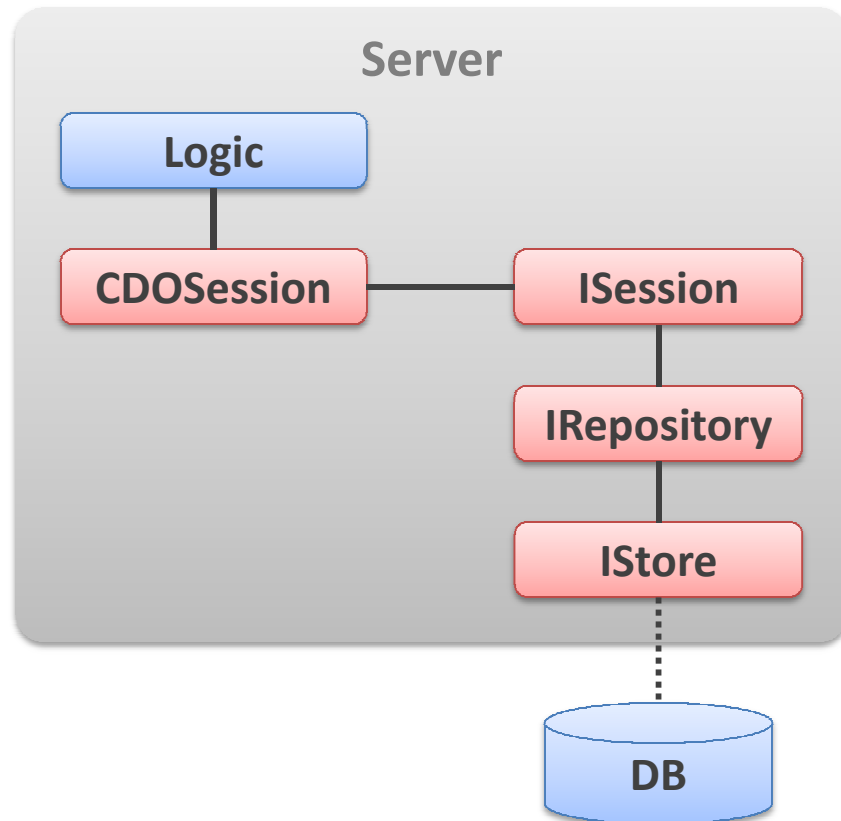 Server
Logic
CDOSession
ISession
IRepository
IStore
DB